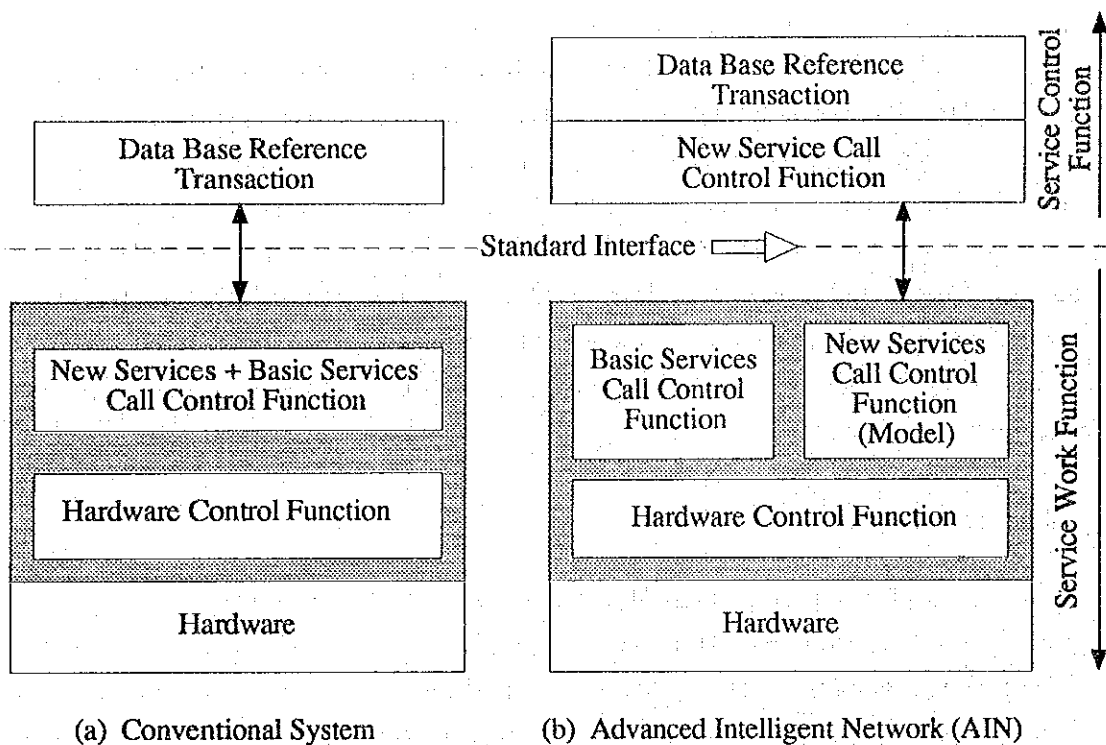 Data Base Reference
Transaction
New Services + Basic Services
Call Control Function
Hardware Control Function
Hardware
(a) Conventional System
Standard Interface
Data Base Reference
Transaction
New Service Call
Control Function
Basic Services
Call Control
Function
New Services
Call Control
Function
(Model)
Hardware Control Function
Hardware
(b) Advanced Intelligent Network (AIN)
Service Control
Function
Service Work Function